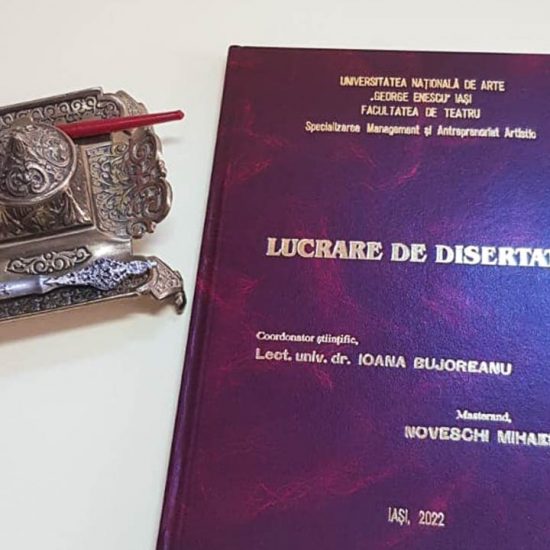 UNIVERSITATEA NAȚIONALĂ DE ARTE
„GEORGE ENESCU" IAȘI
FACULTATEA DE TEATRU
Specializarea Management și Antreprenoriat Artistic
LUCRARE DE DISERTAȚ
Coordonator științific,
Lect. univ. dr. IOANA BUJOREANU
Masterand,
NOVESCHI
IAȘI, 2022